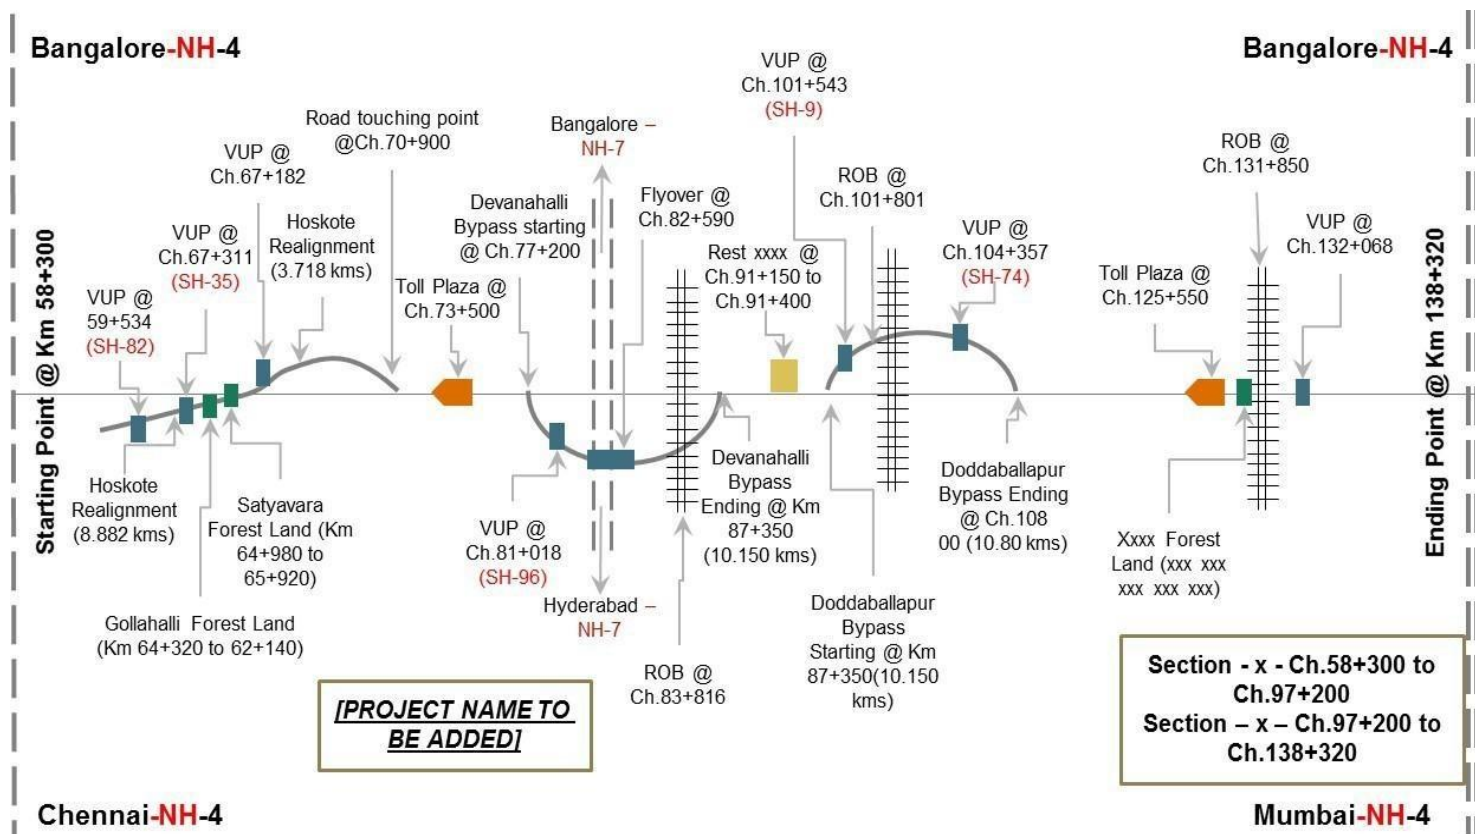 Bangalore-NH-4
Bangalore-NH-4
Starting Point @ Km 58+300
VUP @
59+534
(SH-82)
VUP @
Ch.67+311
(SH-35)
VUP @
Ch.67+182
Hoskote
Realignment
(3.718 kms)
Road touching point
@Ch.70+900
Toll Plaza @
Ch.73+500
Devanahalli
Bypass starting
@ Ch.77+200
Bangalore –
NH-7
Flyover @
Ch.82+590
Rest xxxx @
Ch.91+150 to
Ch.91+400
VUP @
Ch.101+543
(SH-9)
ROB @
Ch.101+801
VUP @
Ch.104+357
(SH-74)
Toll Plaza @
Ch.125+550
ROB @
Ch.131+850
VUP @
Ch.132+068
Ending Point @ Km 138+320
Hoskote
Realignment
(8.882 kms)
Satyavara
Forest Land (Km
64+980 to
65+920)
Gollahalli Forest Land
(Km 64+320 to 62+140)
VUP @
Ch.81+018
(SH-96)
Hyderabad –
NH-7
ROB @
Ch.83+816
Devanahalli
Bypass
Ending @ Km
87+350
(10.150 kms)
Doddaballapur
Bypass
Starting @ Km
87+350(10.150
kms)
Doddaballapur
Bypass Ending
@ Ch.108
00 (10.80 kms)
Xxxx Forest
Land (xxx xxx
xxx xxx xxx)
[PROJECT NAME TO
BE ADDED]
Section - x - Ch.58+300 to
Ch.97+200
Section – x – Ch.97+200 to
Ch.138+320
Chennai-NH-4
Mumbai-NH-4